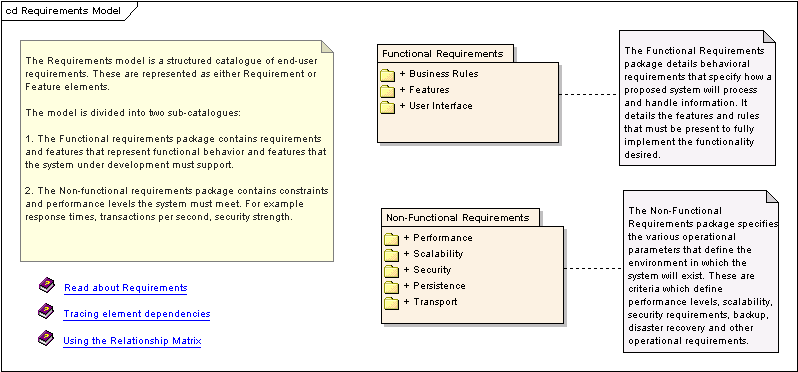 cd Requirements Model
The Requirements model is a structured catalogue of end-user
requirements. These are represented as either Requirement or
Feature elements.
The model is divided into two sub-catalogues:
1. The Functional requirements package contains requirements
and features that represent functional behavior and features that
the system under development must support.
2. The Non-functional requirements package contains constraints
and performance levels the system must meet. For example
response times, transactions per second, security strength.
Read about Requirements
Tracing element dependencies
Using the Relationship Matrix
Functional Requirements
+ Business Rules
+ Features
+ User Interface
The Functional Requirements
package details behavioral
requirements that specify how a
proposed system will process
and handle information. It
details the features and rules
that must be present to fully
implement the functionality
desired.
Non-Functional Requirements
+ Performance
+ Scalability
+ Security
+ Persistence
+ Transport
The Non-Functional
Requirements package specifies
the various operational
parameters that define the
environment in which the
system will exist. These are
criteria which define
performance levels, scalability,
security requirements, backup,
disaster recovery and other
operational requirements.